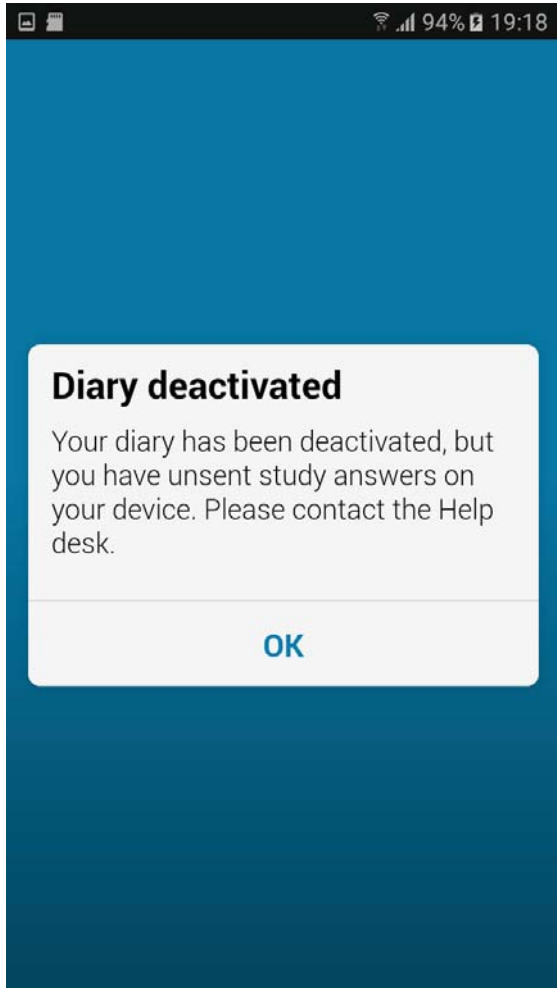 94% 19:18
Diary deactivated
Your diary has been deactivated, but
you have unsent study answers on
your device. Please contact the Help
desk.
OK